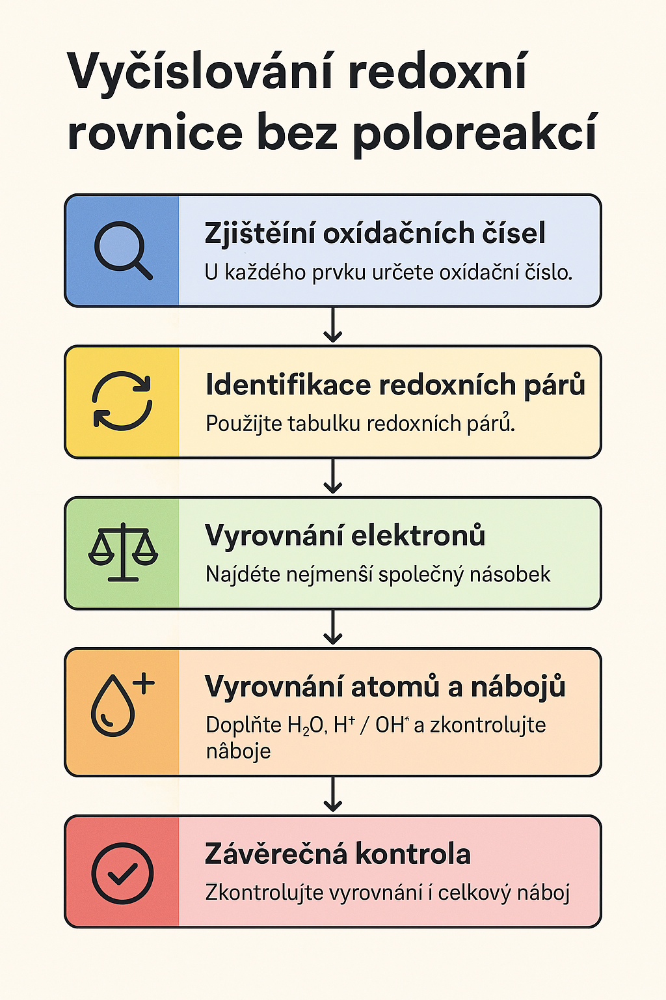 Vyčíslování redoxní
rovnice bez poloreakcí
Zjištěíní oxídačních čísel
U každého prvku určete oxídační číslo.
Identifikace redoxních párů
Použijte tabulku redoxních párů.
Vyrovnání elektronů
Najdéte nejmenŝí společný násobek
Vyrovnání atomů a nábojů
Doplňte H₂O, H⁺ / OH⁻ a zkontrolujte
nâboje
Závěrečná kontrola
Zkontrolujte vyrovnání í celkový náboj